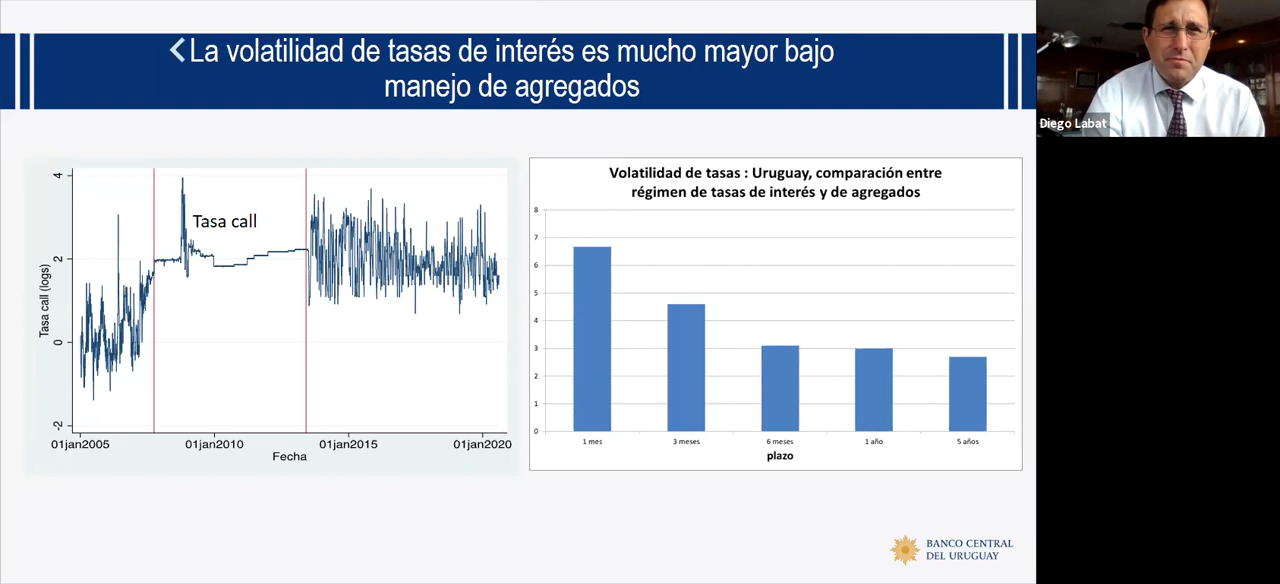 La volatilidad de tasas de interés es mucho mayor bajo
manejo de agregados
Diego Labat
Tasa call
Tasa call (logs)
4
2
0
-2
01jan2005
01jan2010
01jan2015
01jan2020
Fecha
Volatilidad de tasas : Uruguay, comparación entre
régimen de tasas de interés y de agregados
8
7
6
5
4
3
2
1
0
1 mes
3 meses
6 meses
1 año
5 años
plazo
BANCO CENTRAL
DEL URUGUAY